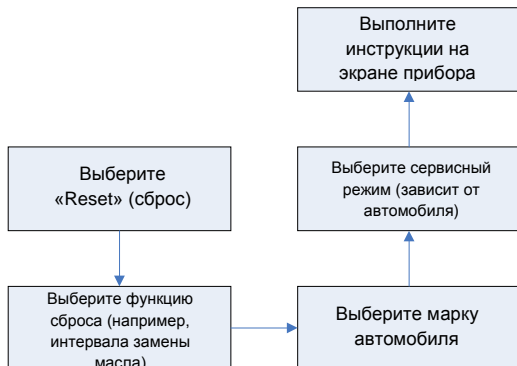 Выполните
инструкции на
экране прибора
Выберите
«Reset» (сброс)
Выберите сервисный
режим (зависит от
автомобиля)
Выберите функцию
сброса (например,
интервала замены
масла)
Выберите марку
автомобиля